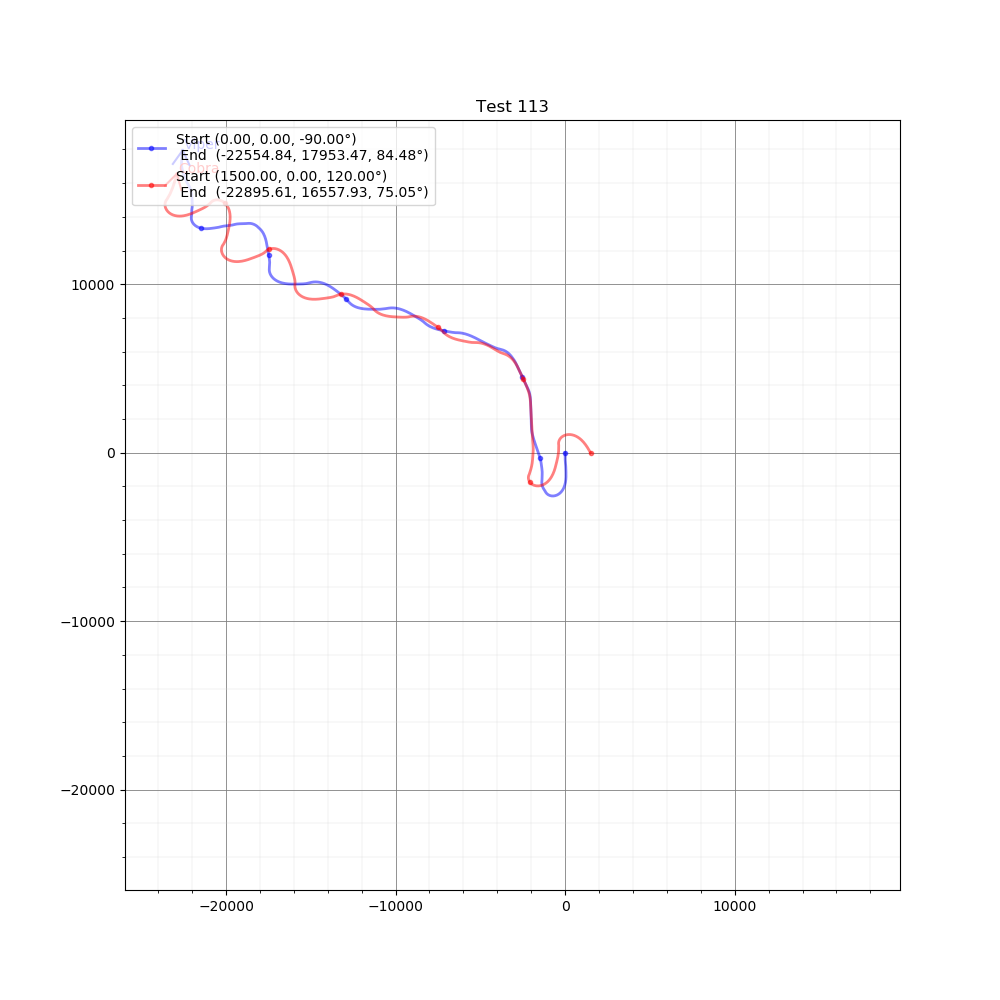 Test 113
Start (0.00, 0.00, -90.00°)
End  (-22554.84, 17953.47, 84.48°)
Start (1500.00, 0.00, 120.00°)
End  (-22895.61, 16557.93, 75.05°)
Viper
Cobra
10000
0
−10000
−20000
−20000
−10000
0
10000